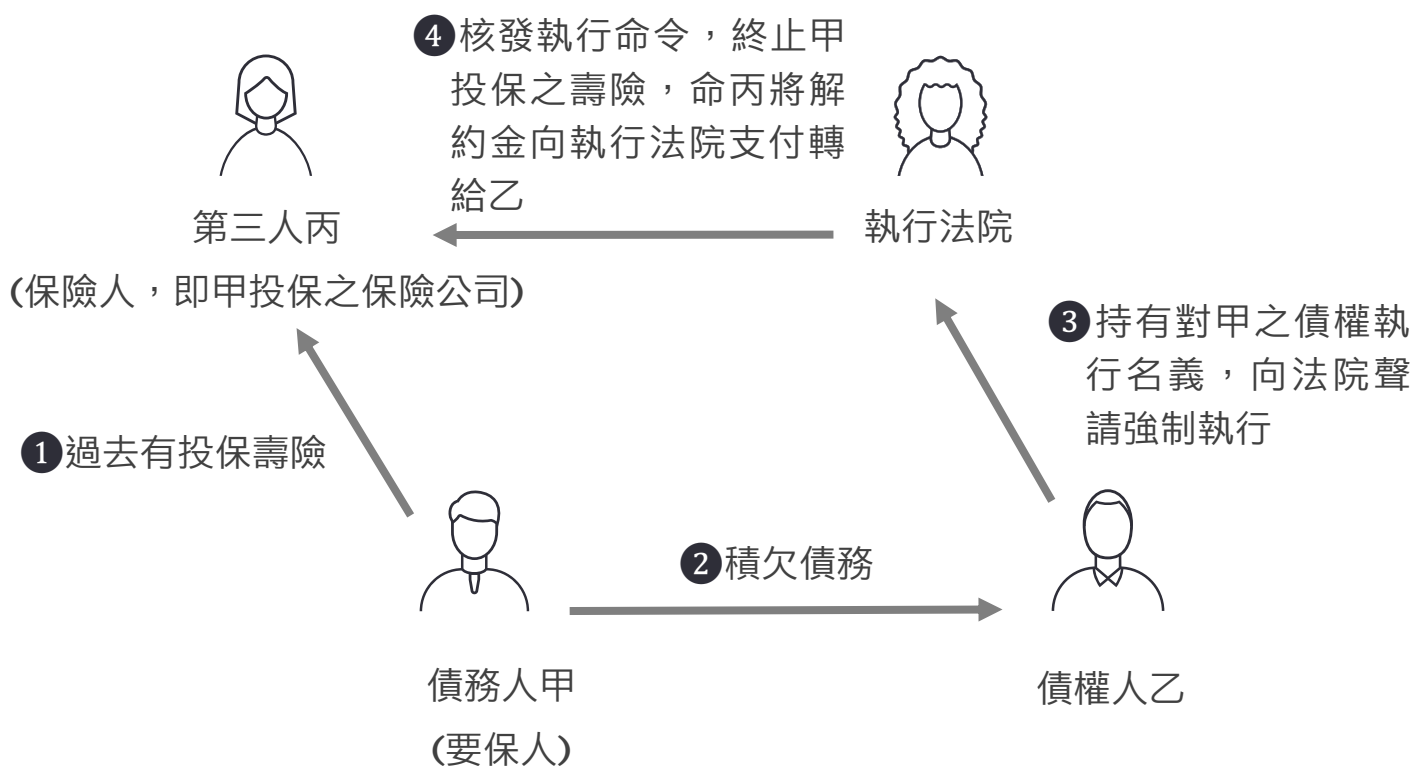 ❹核發執行命令，終止甲
投保之壽險，命丙將解
約金向執行法院支付轉
給乙
第三人丙
(保險人，即甲投保之保險公司)
執行法院
❸持有對甲之債權執
行名義，向法院聲
請強制執行
❶過去有投保壽險
❷積欠債務
債務人甲
(要保人)
債權人乙